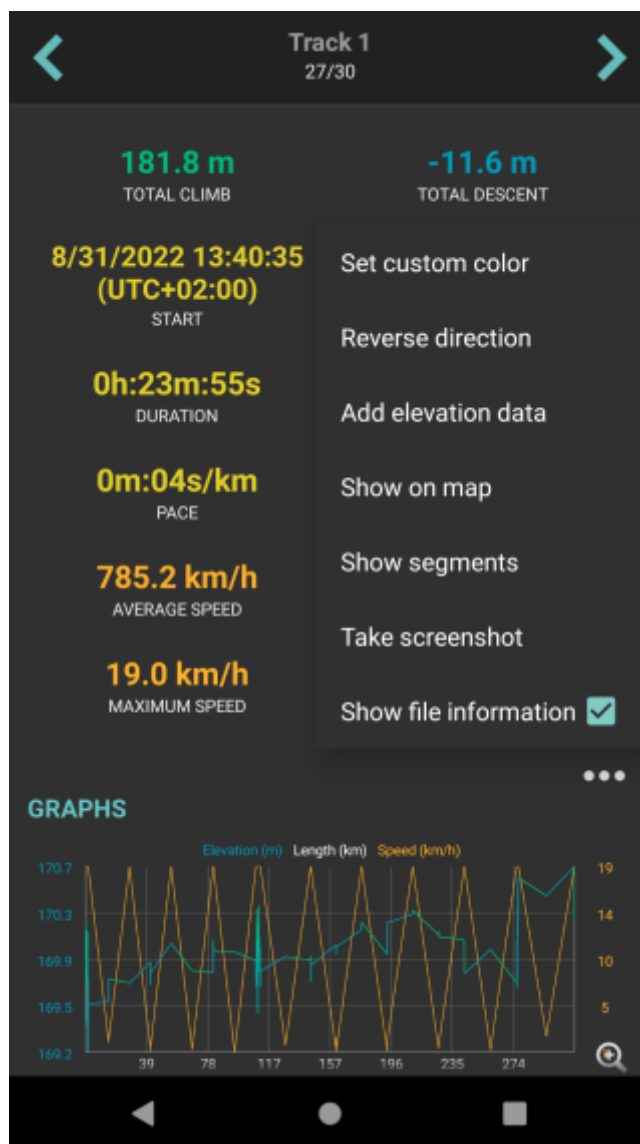 Track 1
27/30
181.8 m
TOTAL CLIMB
-11.6 m
TOTAL DESCENT
8/31/2022 13:40:35
(UTC+02:00)
START
0h:23m:55s
DURATION
0m:04s/km
PACE
785.2 km/h
AVERAGE SPEED
19.0 km/h
MAXIMUM SPEED
Set custom color
Reverse direction
Add elevation data
Show on map
Show segments
Take screenshot
Show file information
GRAPHS
Elevation (m) Length (km) Speed (km/h)
170.7 19
170.3 14
169.9 10
169.5 5
169.2
39 78 117 157 196 235 274